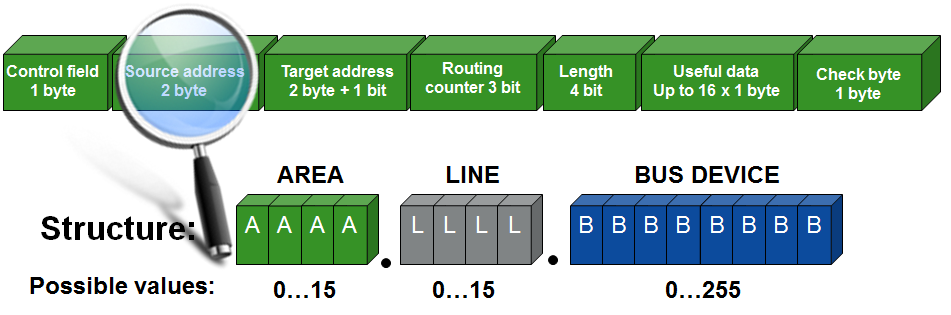 Control field
1 byte
Source address
2 byte
Target address
2 byte + 1 bit
Routing
counter 3 bit
Length
4 bit
Useful data
Up to 16 x 1 byte
Check byte
1 byte
AREA LINE BUS DEVICE
Structure: A A A A . L L L L . B B B B B B B B
Possible values: 0…15 0…15 0…255